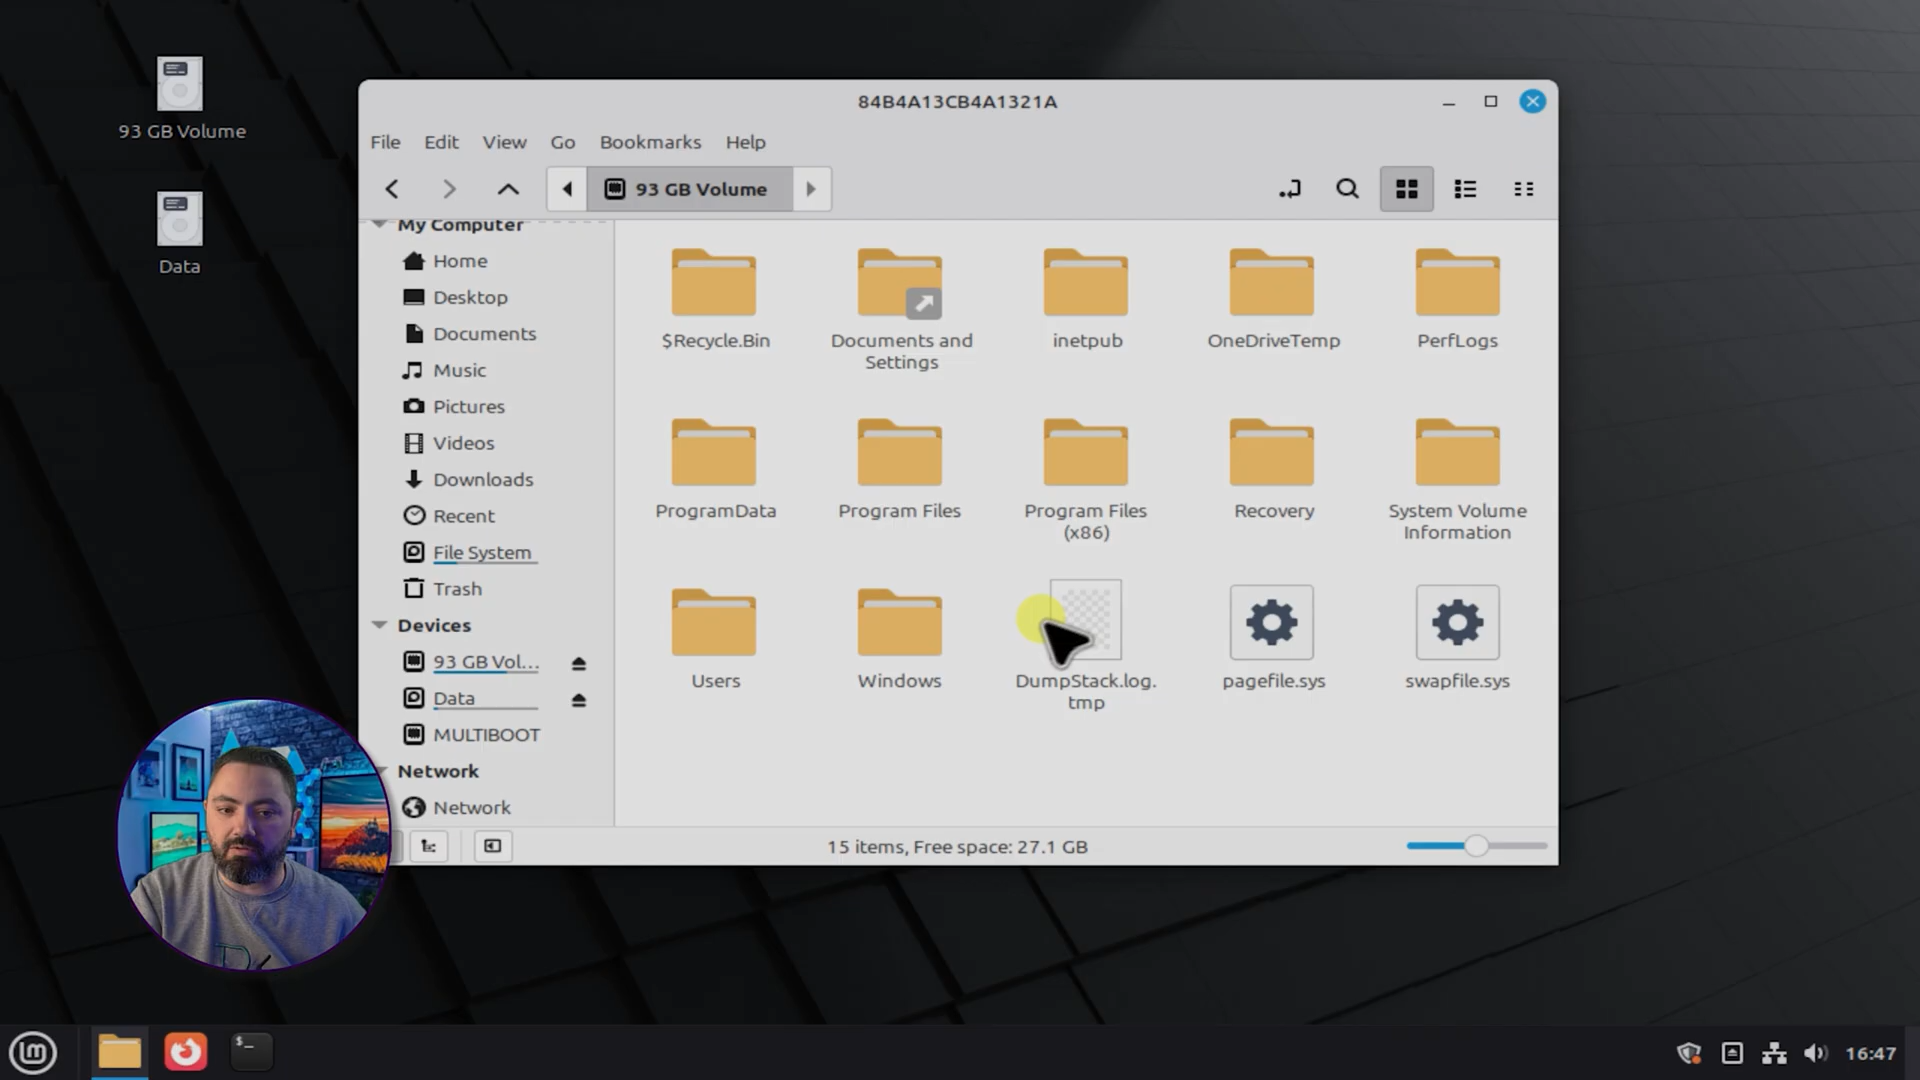 93 GB Volume
Data
84B4A13CB4A1321A
File Edit View Go Bookmarks Help
93 GB Volume
My Computer
Home
Desktop
Documents
Music
Pictures
Videos
Downloads
Recent
File System
Trash
Devices
93 GB Vol...
Data
MULTIBOOT
Network
Network
$Recycle.Bin
Documents and
Settings
inetpub
OneDriveTemp
PerfLogs
ProgramData
Program Files
Program Files
(x86)
Recovery
System Volume
Information
Users
Windows
DumpStack.log.
tmp
pagefile.sys
swapfile.sys
15 items, Free space: 27.1 GB
$_
16:47